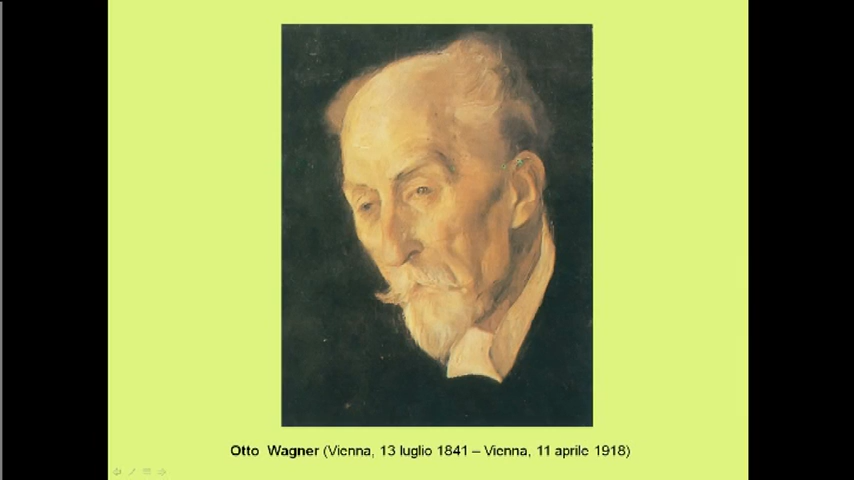 Otto Wagner (Vienna, 13 luglio 1841 – Vienna, 11 aprile 1918)